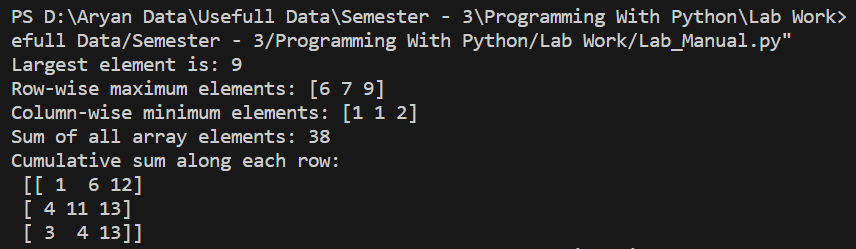 PS D:\Aryan Data\Usefull Data\Semester - 3\Programming With Python\Lab Work>
efull Data/Semester - 3/Programming With Python/Lab Work/Lab_Manual.py"
Largest element is: 9
Row-wise maximum elements: [6 7 9]
Column-wise minimum elements: [1 1 2]
Sum of all array elements: 38
Cumulative sum along each row:
 [[ 1  6 12]
 [ 4 11 13]
 [ 3  4 13]]